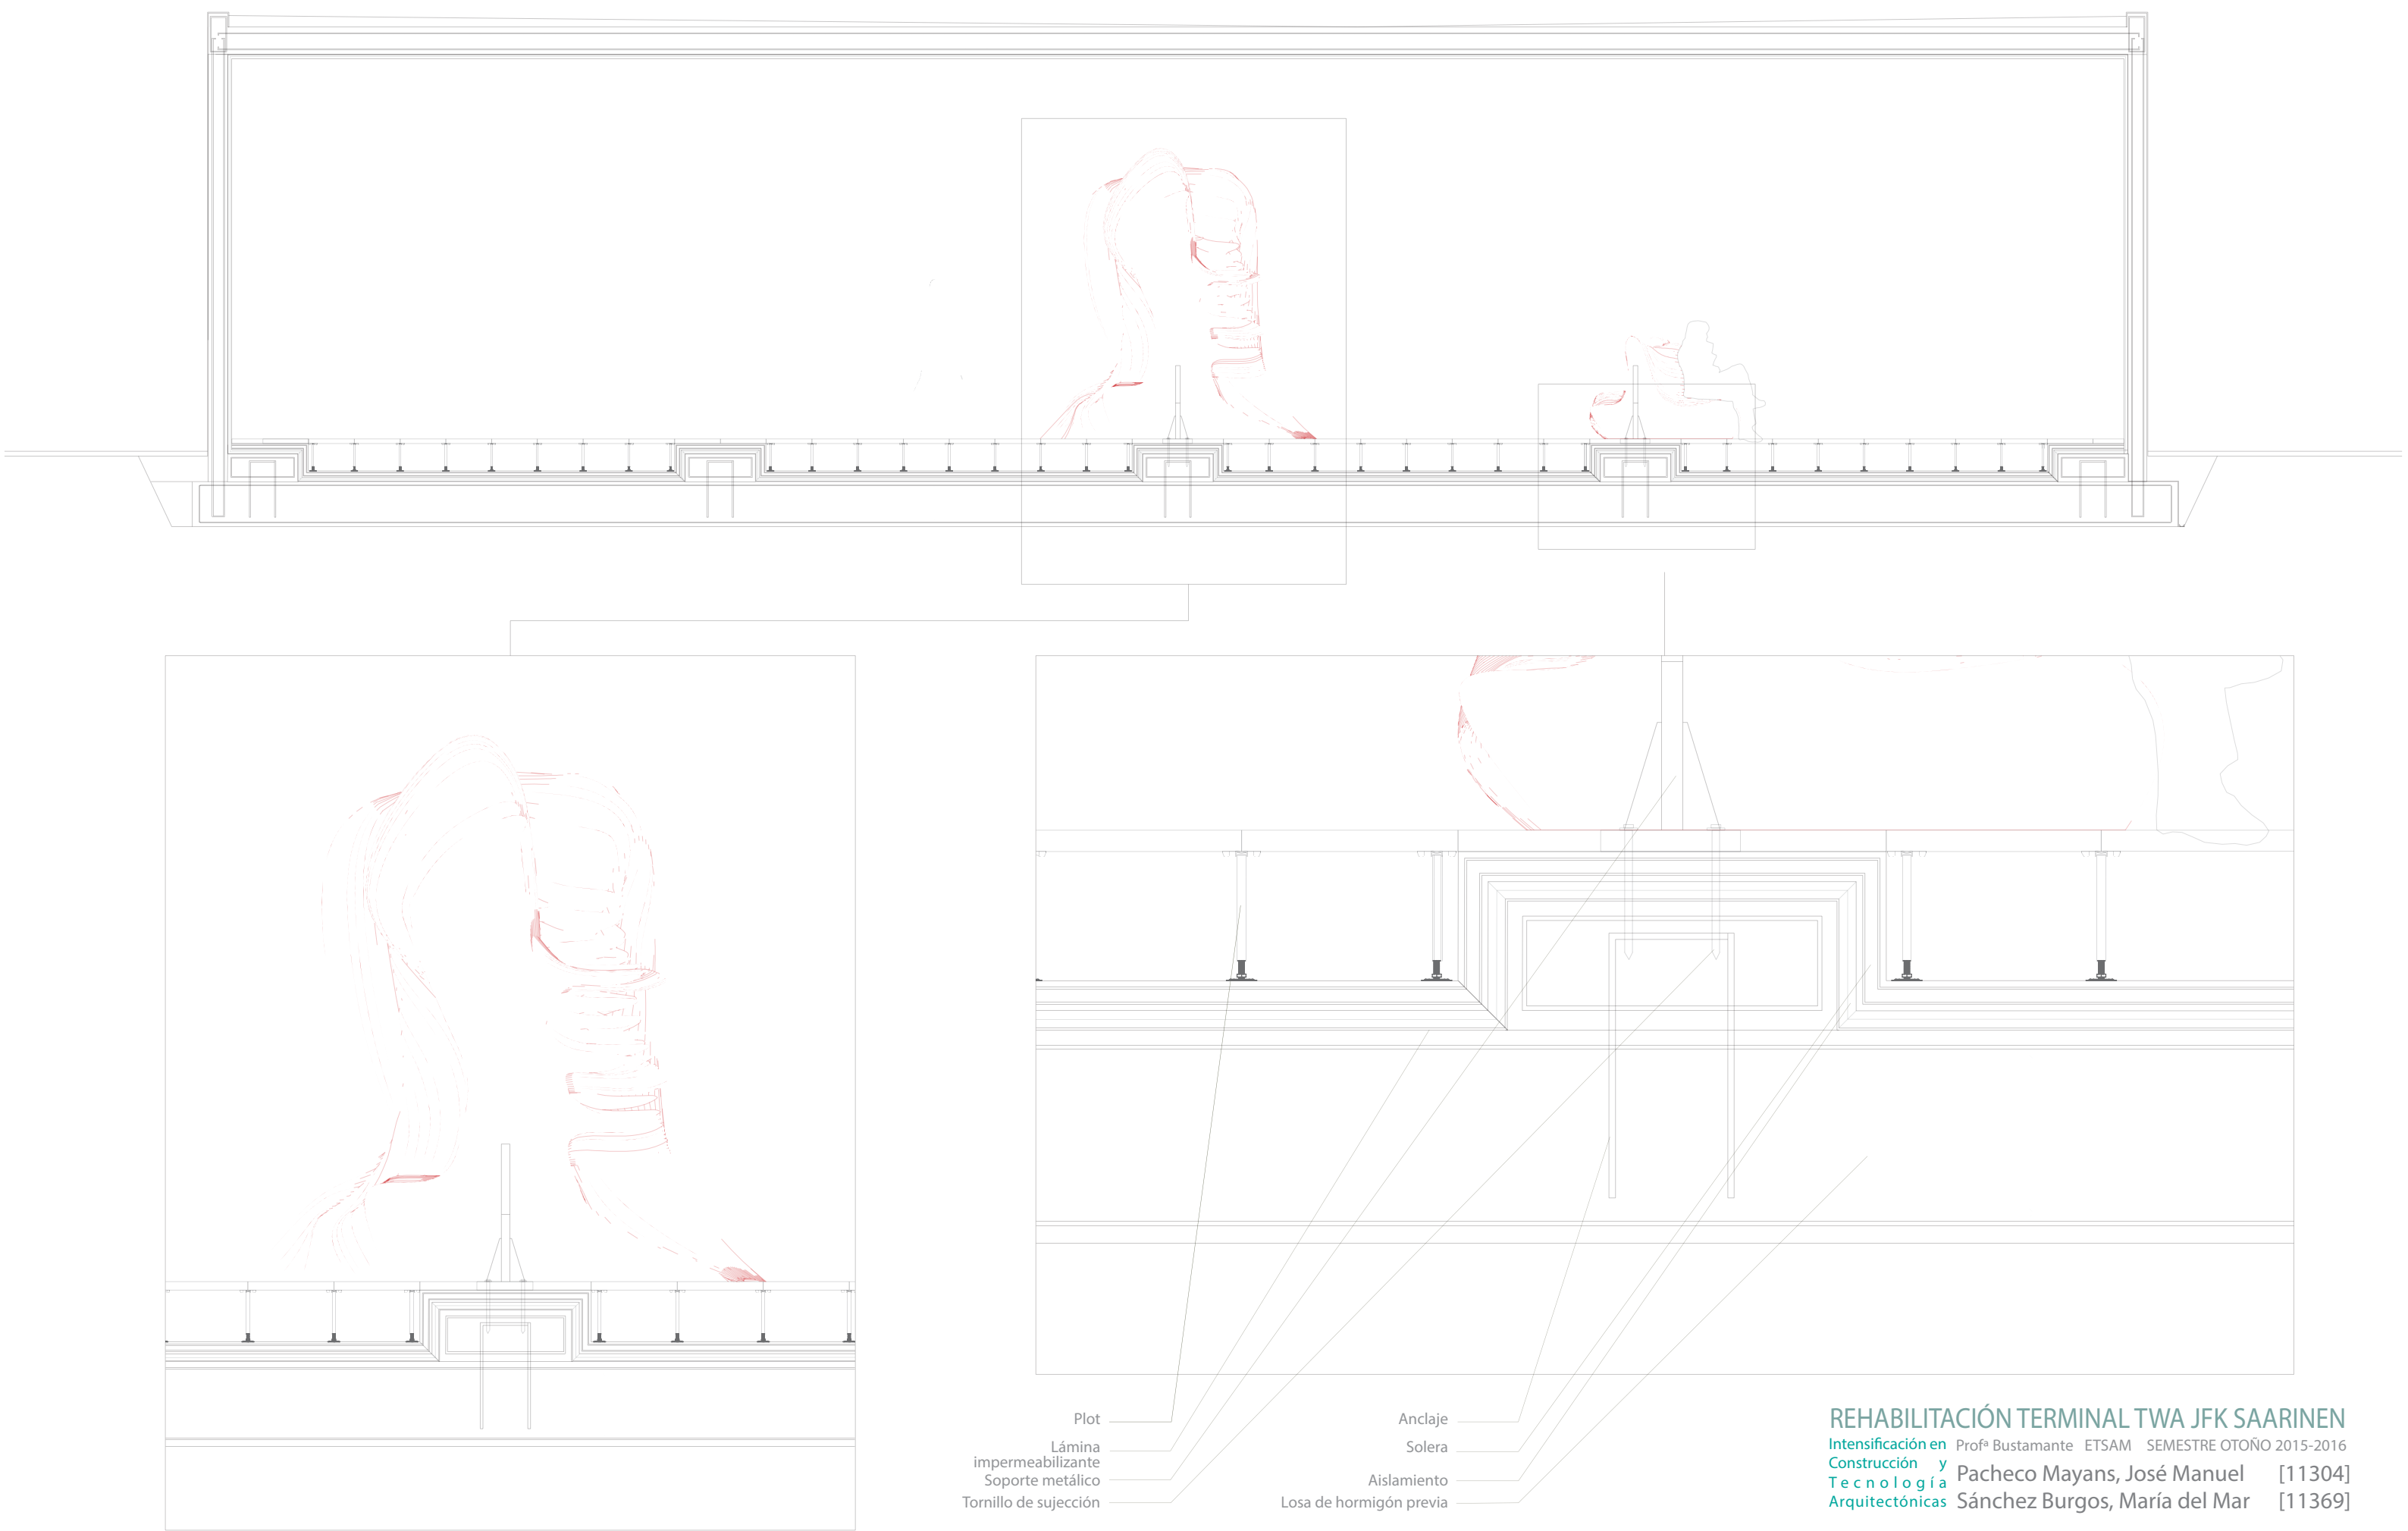 Plot
Lámina
impermeabilizante
Soporte metálico
Tornillo de sujección
Anclaje
Solera
Aislamiento
Losa de hormigón previa
REHABILITACIÓN TERMINAL TWA JFK SAARINEN
Intensificación en
Construcción y
Tecnología
Arquitectónicas
Profª Bustamante ETSAM SEMESTRE OTOÑO 2015-2016
Pacheco Mayans, José Manuel [11304]
Sánchez Burgos, María del Mar [11369]